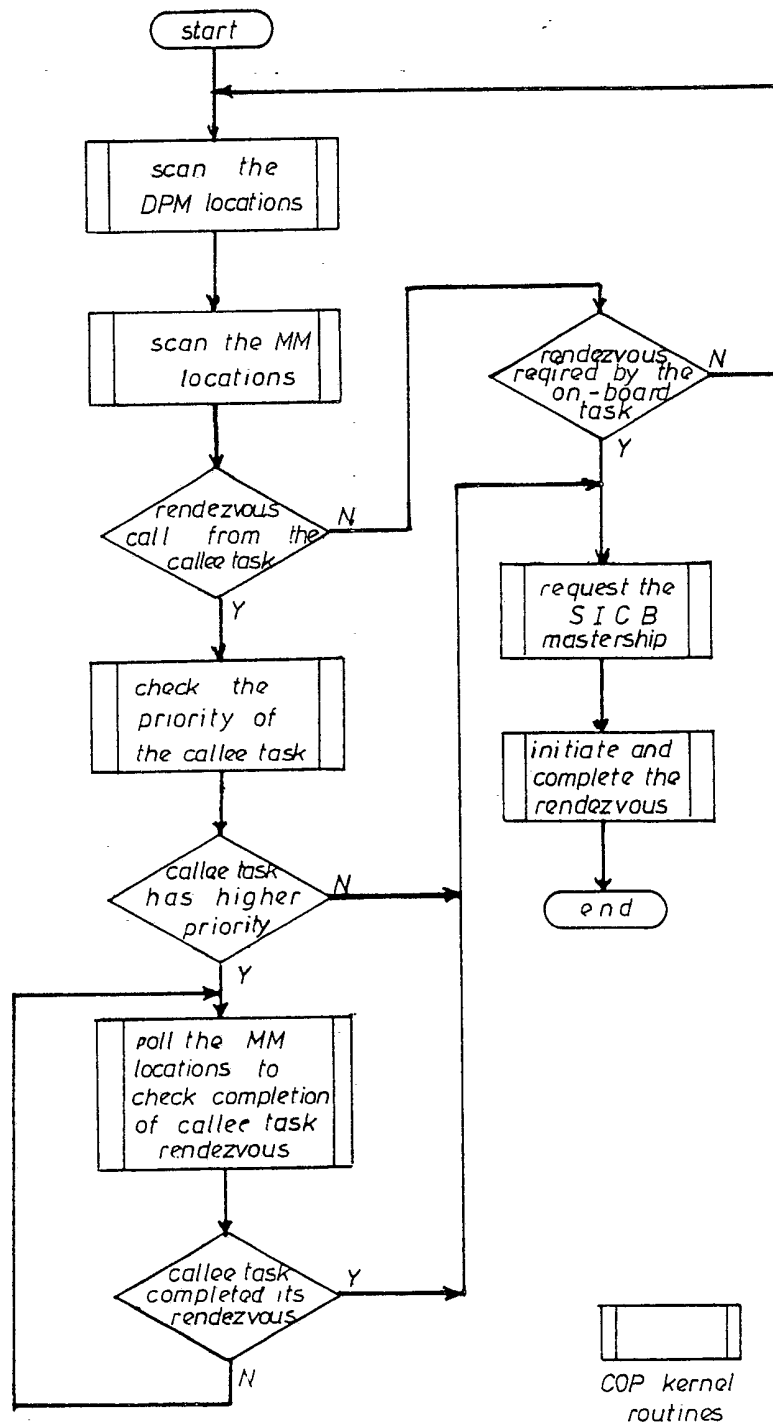 start
scan the
DPM locations
scan the MM
locations
rendezvous
call from the
callee task
N
Y
check the
priority of
the callee task
callee task
has higher
priority
N
Y
poll the MM
locations to
check completion
of callee task
rendezvous
callee task
completed its
rendezvous
Y
N
rendezvous
reqired by the
on-board
task
N
Y
request the
S I C B
mastership
initiate and
complete the
rendezvous
end
COP kernel
routines